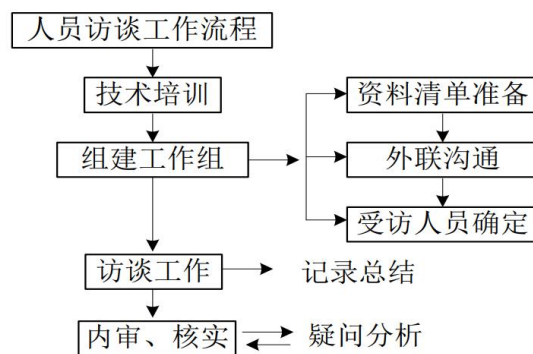 人员访谈工作流程
技术培训
资料清单准备
组建工作组
外联沟通
受访人员确定
访谈工作
记录总结
内审、核实
疑问分析